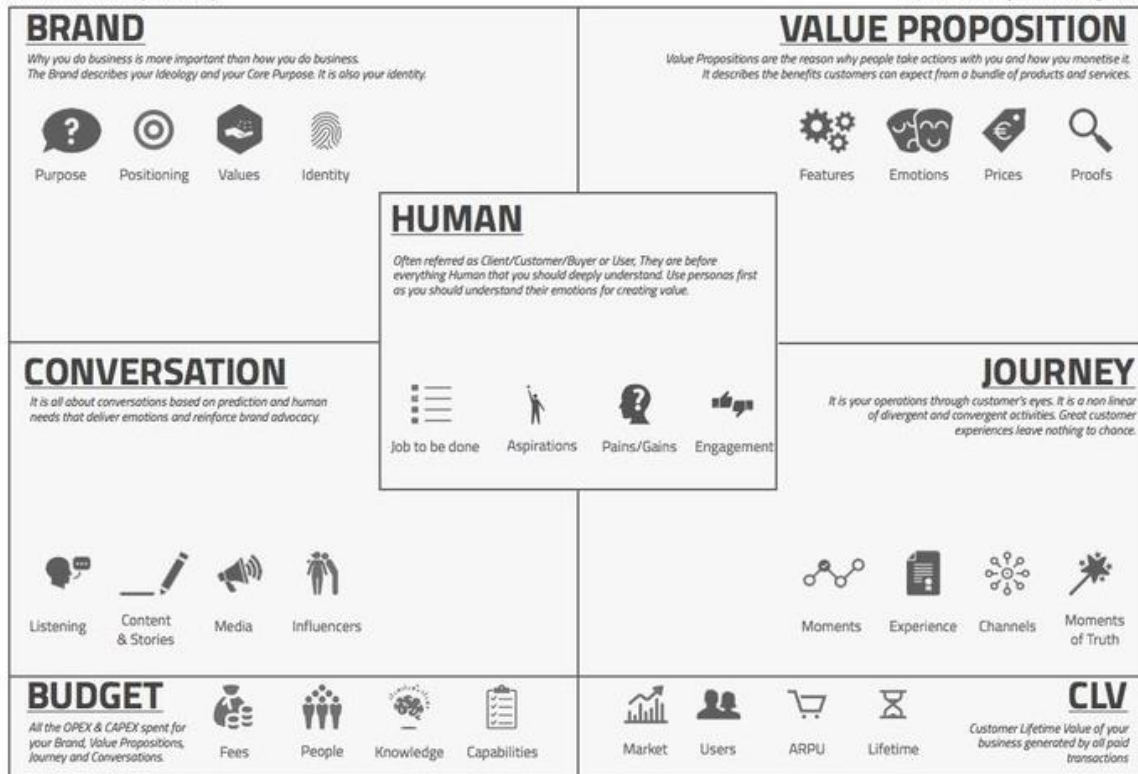 BRAND
Why you do business is more important than how you do business.
The Brand describes your Ideology and your Core Purpose. It is also your identity.
Purpose
Positioning
Values
Identity
VALUE PROPOSITION
Value Propositions are the reason why people take actions with you and how you monetise it.
It describes the benefits customers can expect from a bundle of products and services.
Features
Emotions
Prices
Proofs
HUMAN
Often referred as Client/Customer/Buyer or User, They are before
everything Human that you should deeply understand. Use personas first
as you should understand their emotions for creating value.
Job to be done
Aspirations
Pains/Gains
Engagement
CONVERSATION
It is all about conversations based on prediction and human
needs that deliver emotions and reinforce brand advocacy.
Listening
Content
& Stories
Media
Influencers
JOURNEY
It is your operations through customer's eyes. It is a non linear
of divergent and convergent activities. Great customer
experiences leave nothing to chance.
Moments
Experience
Channels
Moments
of Truth
BUDGET
All the OPEX & CAPEX spent for
your Brand, Value Propositions,
Journey and Conversations.
Fees
People
Knowledge
Capabilities
Market
Users
ARPU
Lifetime
CLV
Customer Lifetime Value of your
business generated by all paid
transactions